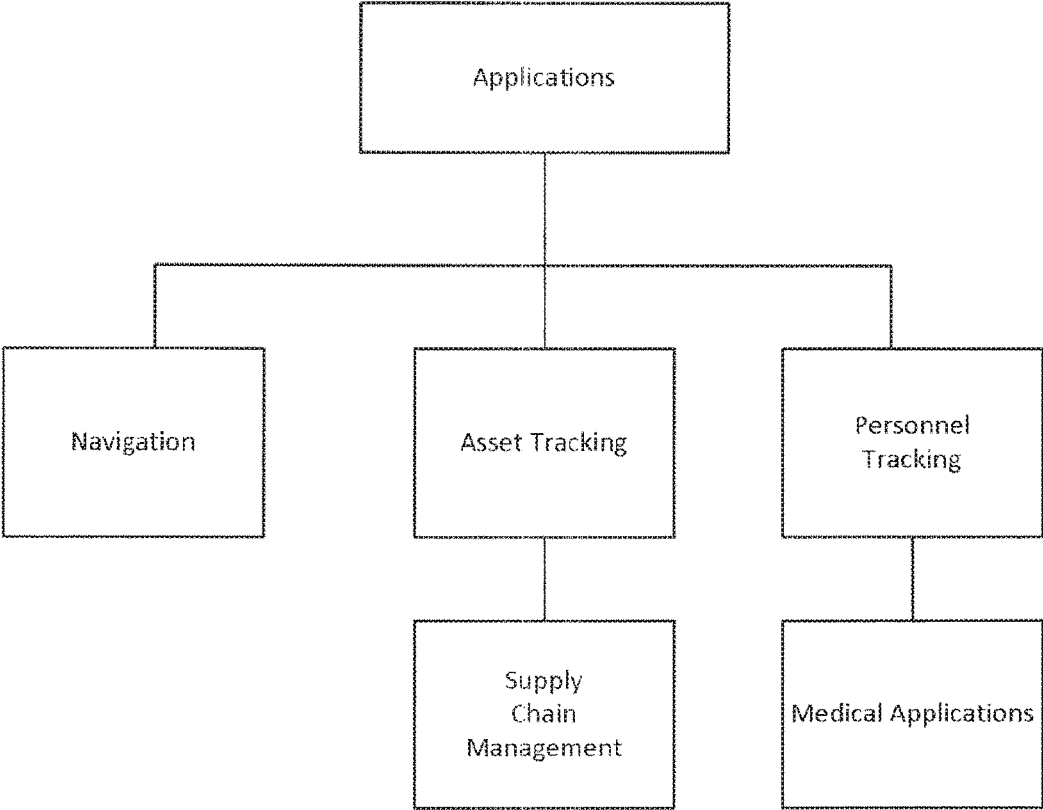 Applications
Navigation
Asset Tracking
Personnel
Tracking
Supply
Chain
Management
Medical Applications